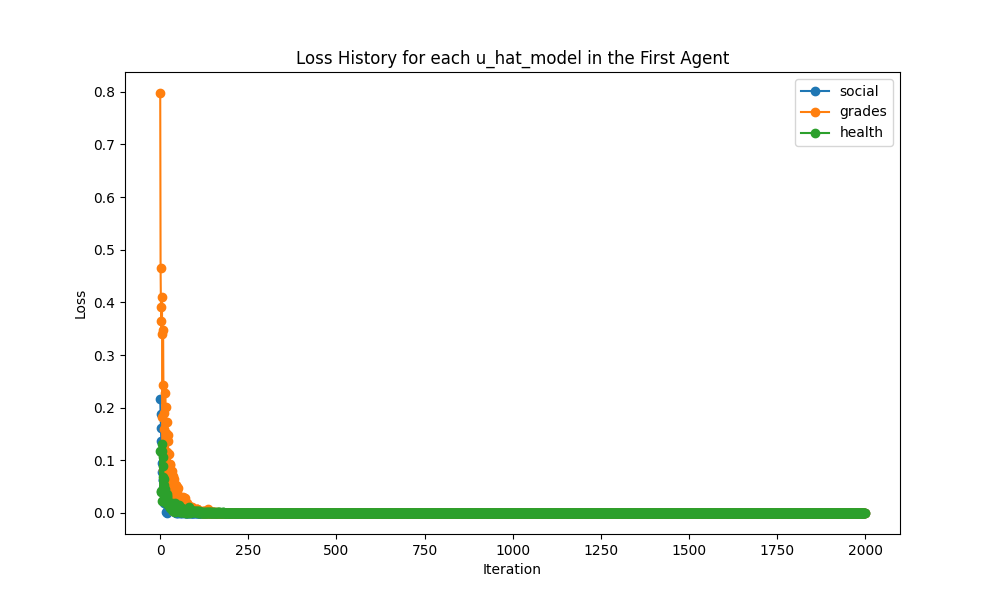 Loss History for each u_hat_model in the First Agent
0.8
0.7
0.6
0.5
0.4
0.3
0.2
0.1
0.0
Loss
social
grades
health
0 250 500 750 1000 1250 1500 1750 2000
Iteration